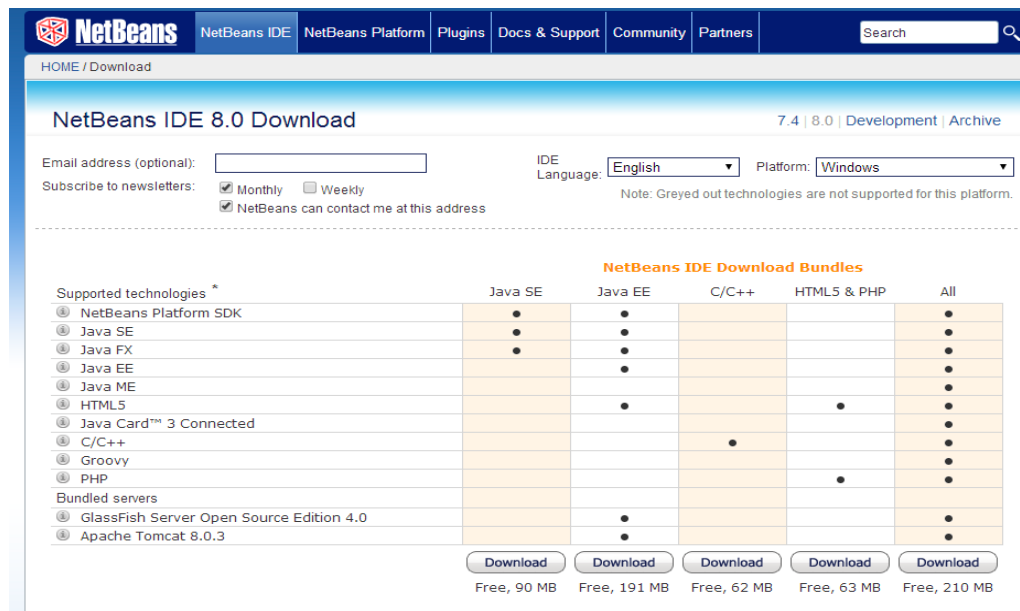 NetBeans NetBeans IDE NetBeans Platform Plugins Docs & Support Community Partners Search
HOME / Download
NetBeans IDE 8.0 Download 7.4 | 8.0 | Development | Archive
Email address (optional): IDE Language: English Platform: Windows
Subscribe to newsletters: Monthly Weekly Note: Greyed out technologies are not supported for this platform.
NetBeans can contact me at this address
NetBeans IDE Download Bundles
Supported technologies * Java SE Java EE C/C++ HTML5 & PHP All
NetBeans Platform SDK • • •
Java SE • • •
Java FX • • •
Java EE • •
Java ME •
HTML5 • • •
Java Card™ 3 Connected •
C/C++ • •
Groovy •
PHP • •
Bundled servers
GlassFish Server Open Source Edition 4.0 • •
Apache Tomcat 8.0.3 • •
Download Download Download Download Download
Free, 90 MB Free, 191 MB Free, 62 MB Free, 63 MB Free, 210 MB